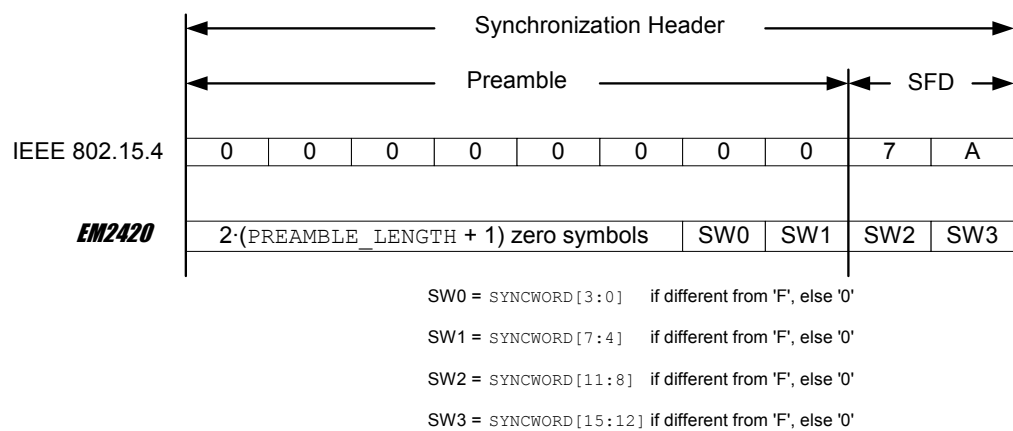 Synchronization Header
Preamble SFD
IEEE 802.15.4 0 0 0 0 0 0 0 0 7 A
EM2420 2·(PREAMBLE_LENGTH + 1) zero symbols SW0 SW1 SW2 SW3
SW0 = SYNCWORD[3:0] if different from 'F', else '0'
SW1 = SYNCWORD[7:4] if different from 'F', else '0'
SW2 = SYNCWORD[11:8] if different from 'F', else '0'
SW3 = SYNCWORD[15:12] if different from 'F', else '0'